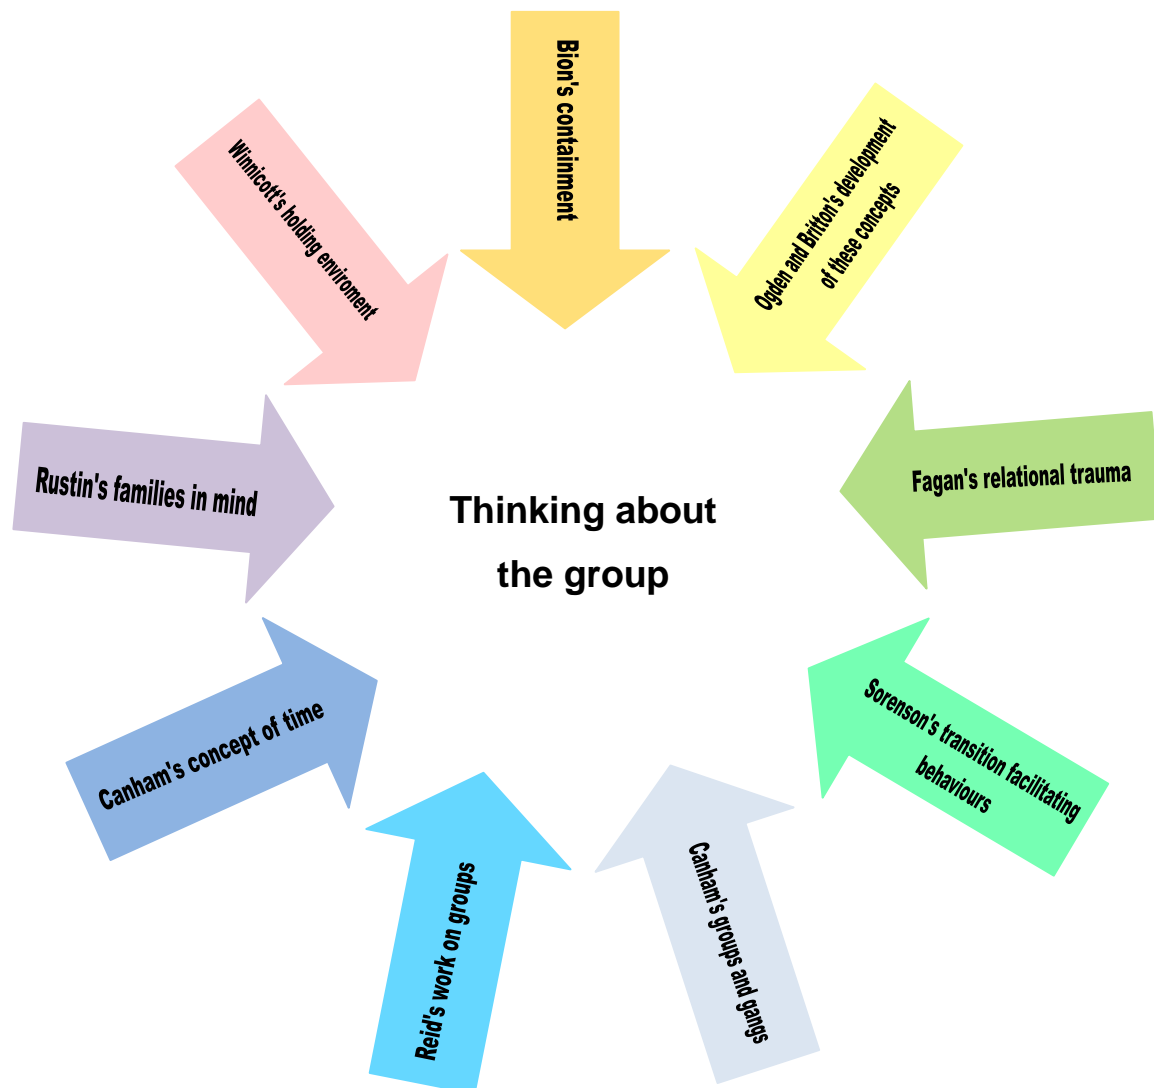 Bion's containment
Ogden and Britton's development
of these concepts
Fagan's relational trauma
Sorenson's transition facilitating
behaviours
Canham's groups and gangs
Reid's work on groups
Canham's concept of time
Rustin's families in mind
Winnicott's holding enviroment
Thinking about
the group